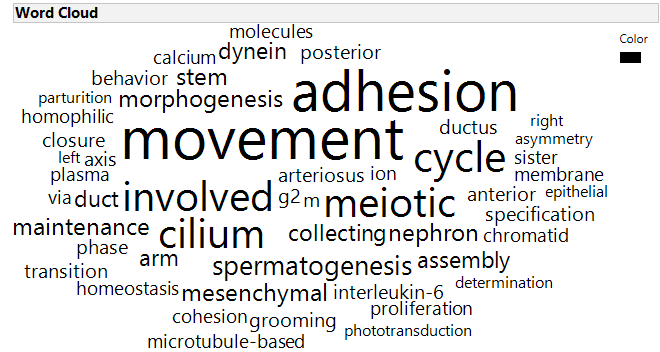 Word Cloud
Color
molecules
calcium dynein posterior
behavior stem
parturition morphogenesis adhesion
homophilic
closure movement ductus right
asymmetry
left axis cycle sister
plasma arteriosus ion membrane
via duct involved g2 m meiotic anterior epithelial
specification
maintenance cilium collecting nephron chromatid
phase
transition arm spermatogenesis assembly
homeostasis mesenchymal interleukin-6 determination
cohesion grooming proliferation
microtubule-based phototransduction